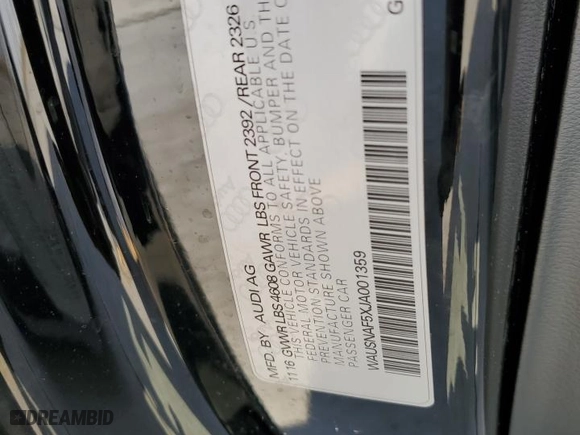 MFD. BY AUDI AG
1116 GVWR LBS 4608 GAWR LBS FRONT 2392 / REAR 2326
THIS VEHICLE CONFORMS TO ALL APPLICABLE U S
FEDERAL MOTOR VEHICLE SAFETY, BUMPER AND THEFT
PREVENTION STANDARDS IN EFFECT ON THE DATE O
MANUFACTURE SHOWN ABOVE
PASSENGER CAR
WAUSNAF5XJA001359
G
DREAMBID